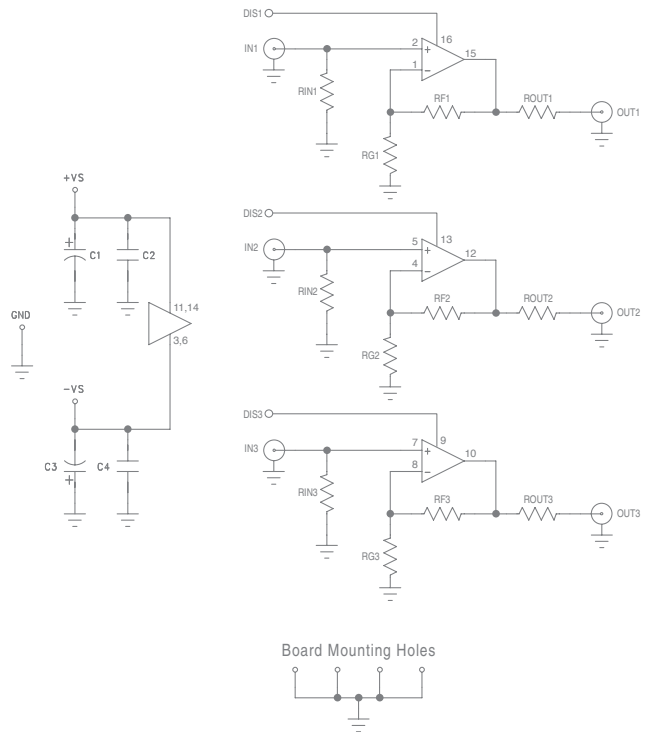 DIS1
IN1
2
+
16
15
1
−
RIN1
RF1
ROUT1
OUT1
RG1
+VS
+
C1
C2
11,14
3,6
GND
−VS
C3
+
C4
DIS2
IN2
5
+
13
12
4
−
RIN2
RF2
ROUT2
OUT2
RG2
DIS3
IN3
7
+
9
10
8
−
RIN3
RF3
ROUT3
OUT3
RG3
Board Mounting Holes